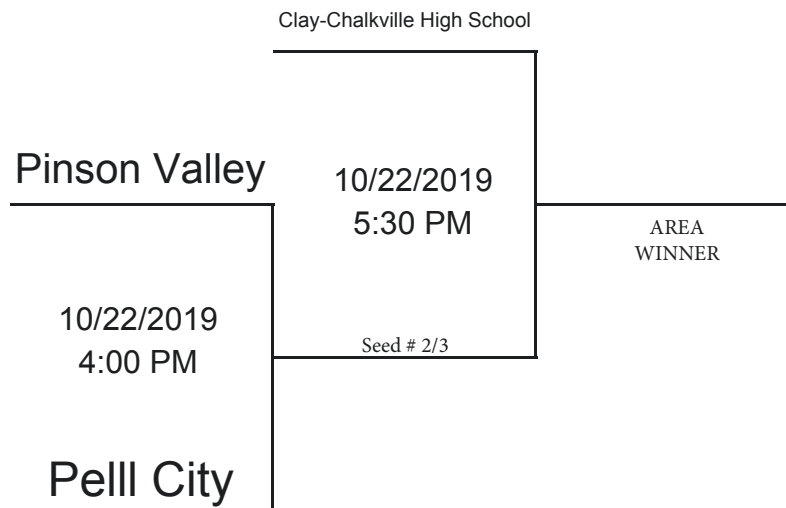 Clay-Chalkville High School
Pinson Valley
10/22/2019
5:30 PM
AREA
WINNER
10/22/2019
4:00 PM
Seed # 2/3
Pelll City